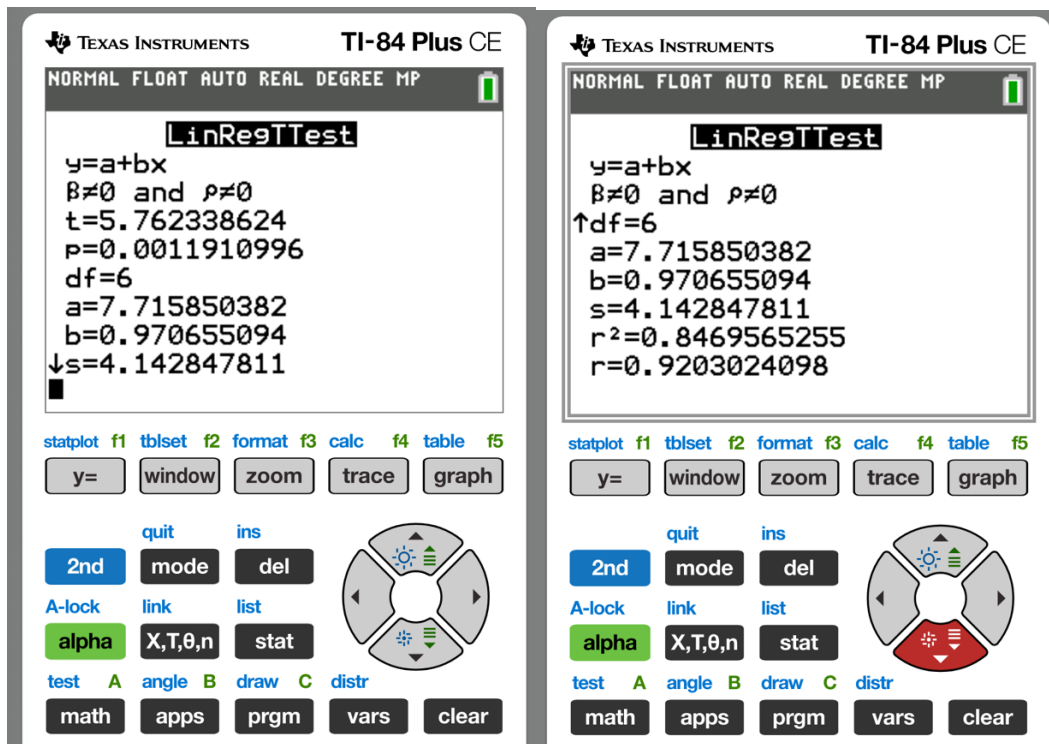 TEXAS INSTRUMENTS TI-84 Plus CE
NORMAL FLOAT AUTO REAL DEGREE MP
LinRegTTest
y=a+bx
β≠0 and ρ≠0
t=5.762338624
p=0.0011910996
df=6
a=7.715850382
b=0.970655094
↓s=4.142847811
statplot f1 tblset f2 format f3 calc f4 table f5
y= window zoom trace graph
quit ins
2nd mode del
A-lock link list
alpha X,T,θ,n stat
test A angle B draw C distr
math apps prgm vars clear
TEXAS INSTRUMENTS TI-84 Plus CE
NORMAL FLOAT AUTO REAL DEGREE MP
LinRegTTest
y=a+bx
β≠0 and ρ≠0
↑df=6
a=7.715850382
b=0.970655094
s=4.142847811
r²=0.8469565255
r=0.9203024098
statplot f1 tblset f2 format f3 calc f4 table f5
y= window zoom trace graph
quit ins
2nd mode del
A-lock link list
alpha X,T,θ,n stat
test A angle B draw C distr
math apps prgm vars clear